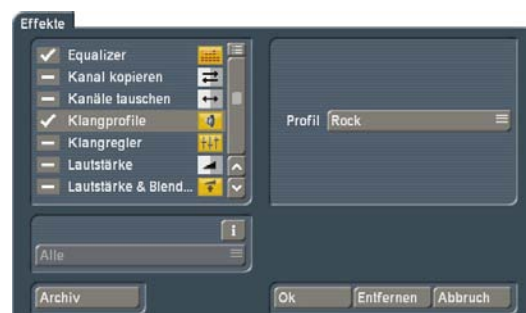 Effekte
Equalizer
Kanal kopieren
Kanäle tauschen
Klangprofile
Klangregler
Lautstärke
Lautstärke & Blend...
Profil Rock
i
Alle
Archiv
Ok Entfernen Abbruch